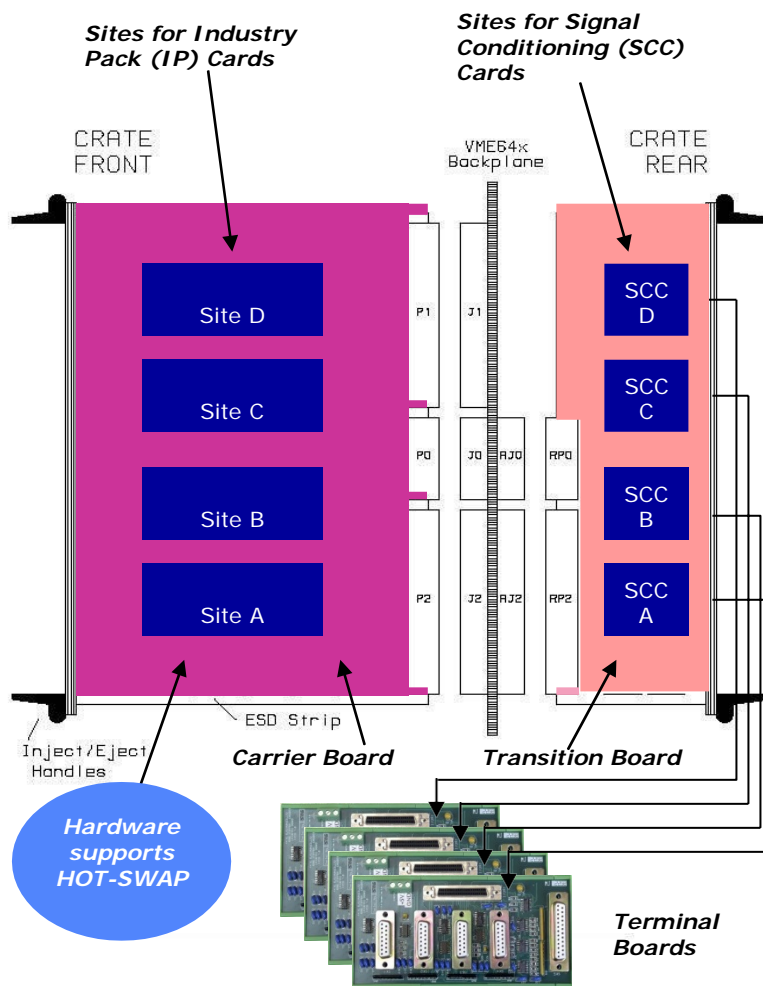 Sites for Industry
Pack (IP) Cards
Sites for Signal
Conditioning (SCC)
Cards
CRATE
FRONT
VME64x
Backplane
CRATE
REAR
Site D
Site C
Site B
Site A
P1
J1
P0
J0
RJ0
RP0
P2
J2
RJ2
RP2
SCC
D
SCC
C
SCC
B
SCC
A
ESD Strip
Inject/Eject
Handles
Carrier Board
Transition Board
Hardware
supports
HOT-SWAP
Terminal
Boards